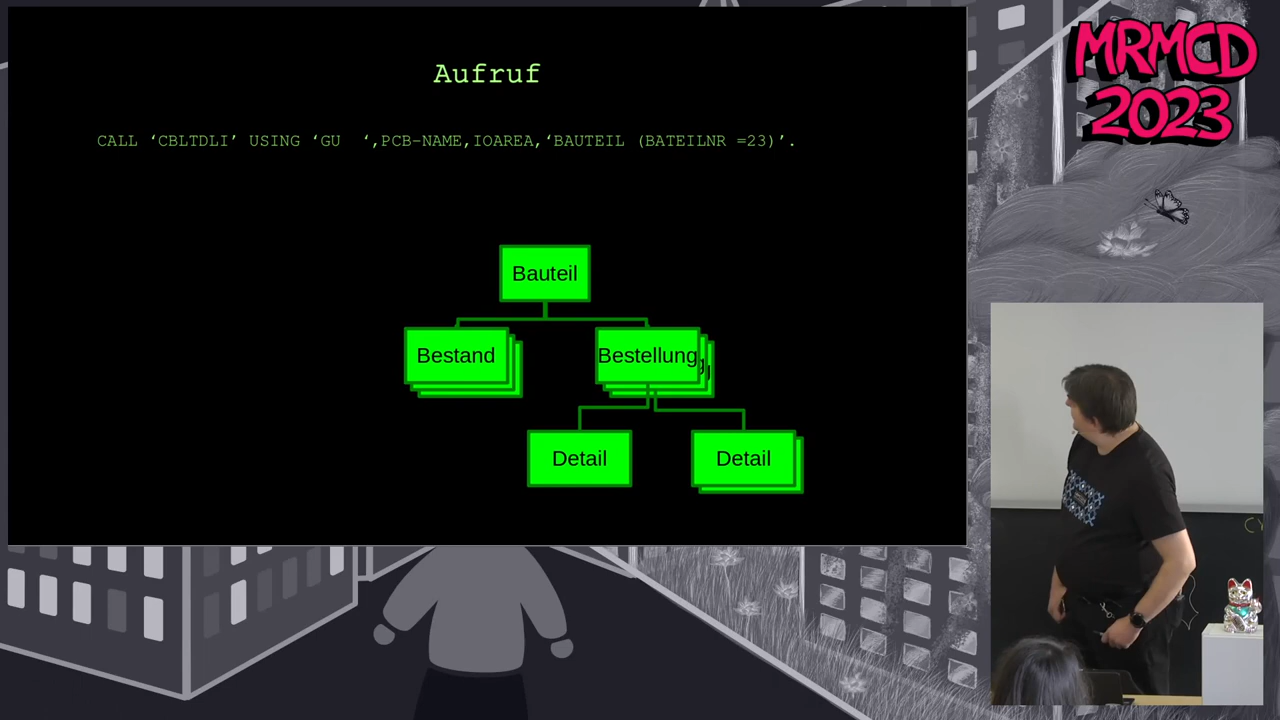 Aufruf
CALL ‘CBLTDLI’ USING ‘GU  ‘,PCB-NAME,IOAREA,‘BAUTEIL (BATEILNR =23)’.
Bauteil
Bestand
Bestellung
Detail
Detail
MRMCD
2023